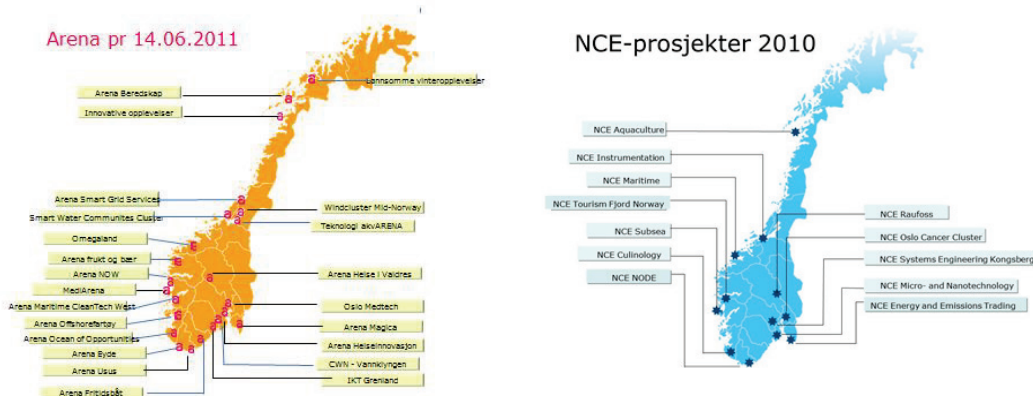 Arena pr 14.06.2011
Lønnsomme vinteropplevelser
Arena Beredskap
Innovative opplevelser
Arena Smart Grid Services
Windcluster Mid-Norway
Smart Water Communites Cluster
Teknologi akvARENA
Omegaland
Arena frukt og bær
Arena NOW
Arena Helse i Valdres
MediArena
Arena Maritime CleanTech West
Oslo Medtech
Arena Offshorefartøy
Arena Magica
Arena Ocean of Opportunities
Arena Helseinnovasjon
Arena Eyde
CWN - Vannklyngen
Arena Usus
IKT Grenland
Arena Fritidsbåt
NCE-prosjekter 2010
NCE Aquaculture
NCE Instrumentation
NCE Maritime
NCE Tourism Fjord Norway
NCE Raufoss
NCE Subsea
NCE Oslo Cancer Cluster
NCE Culinology
NCE Systems Engineering Kongsberg
NCE NODE
NCE Micro- and Nanotechnology
NCE Energy and Emissions Trading